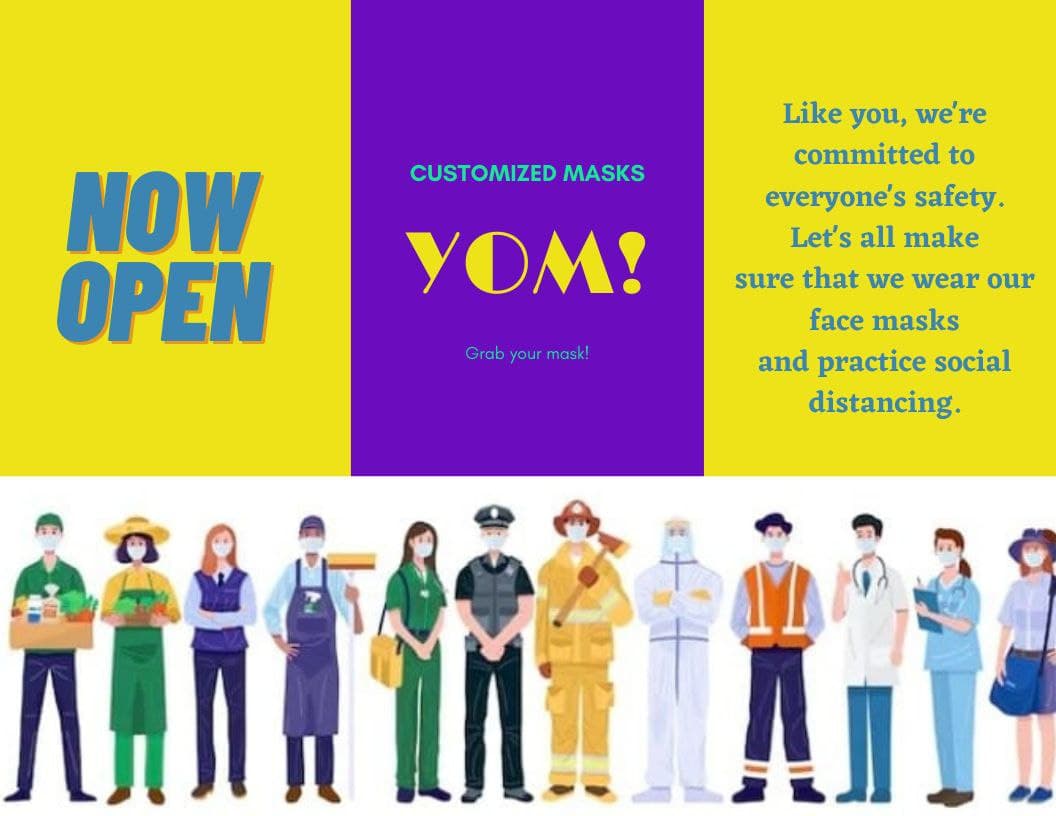 NOW
OPEN
CUSTOMIZED MASKS
YOM!
Grab your mask!
Like you, we're
committed to
everyone's safety.
Let's all make
sure that we wear our
face masks
and practice social
distancing.